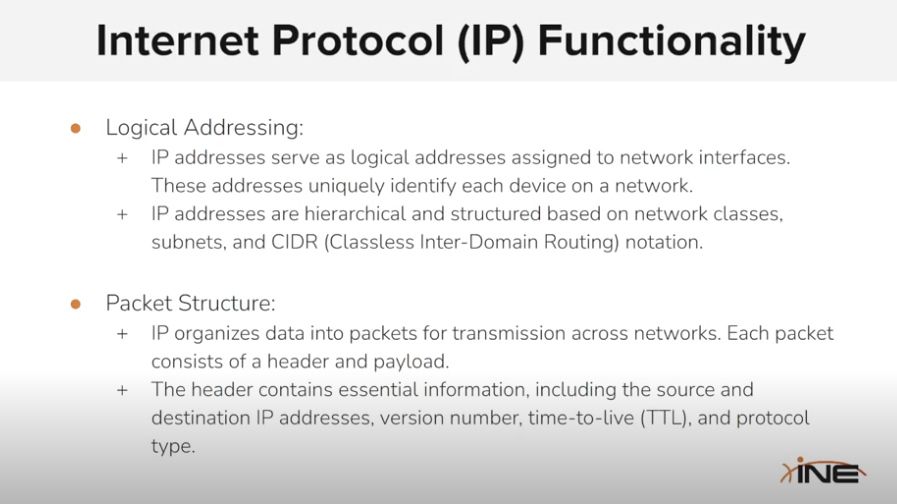 Internet Protocol (IP) Functionality
● Logical Addressing:
+ IP addresses serve as logical addresses assigned to network interfaces.
These addresses uniquely identify each device on a network.
+ IP addresses are hierarchical and structured based on network classes,
subnets, and CIDR (Classless Inter-Domain Routing) notation.
● Packet Structure:
+ IP organizes data into packets for transmission across networks. Each packet
consists of a header and payload.
+ The header contains essential information, including the source and
destination IP addresses, version number, time-to-live (TTL), and protocol
type.
INE